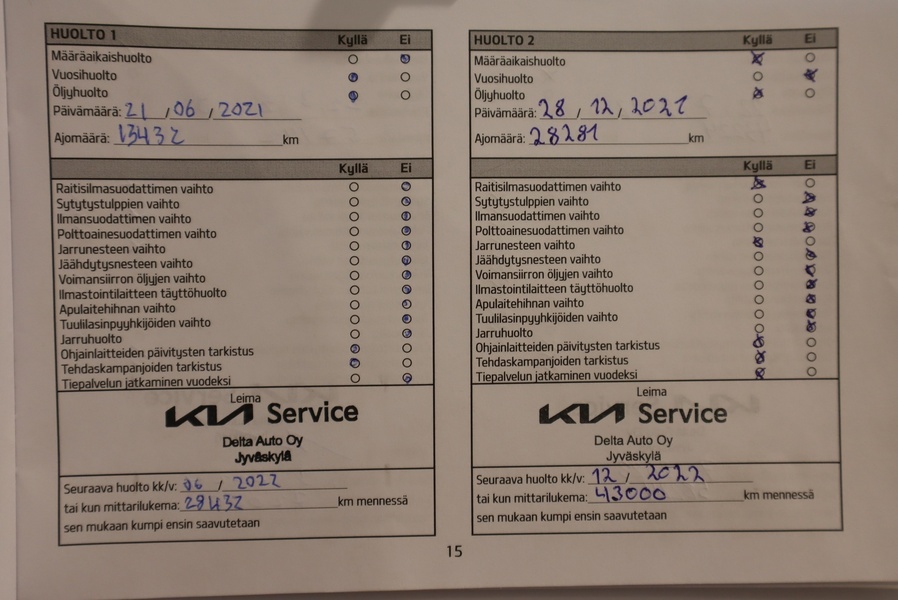 HUOLTO 1 Kyllä Ei
Määräaikaishuolto
Vuosihuolto
Öljyhuolto
Päivämäärä: 21 / 06 / 2021
Ajomäärä: 13432 km
Kyllä Ei
Raitisilmasuodattimen vaihto
Sytytystulppien vaihto
Ilmansuodattimen vaihto
Polttoainesuodattimen vaihto
Jarrunesteen vaihto
Jäähdytysnesteen vaihto
Voimansiirron öljyjen vaihto
Ilmastointilaitteen täyttöhuolto
Apulaitehihnan vaihto
Tuulilasinpyyhkijöiden vaihto
Jarruhuolto
Ohjainlaitteiden päivitysten tarkistus
Tehdaskampanjoiden tarkistus
Tiepalvelun jatkaminen vuodeksi
Leima
KIA Service
Delta Auto Oy
Jyväskylä
Seuraava huolto kk/v: 06 / 2022
tai kun mittarilukema: 28432 km mennessä
sen mukaan kumpi ensin saavutetaan
HUOLTO 2 Kyllä Ei
Määräaikaishuolto
Vuosihuolto
Öljyhuolto
Päivämäärä: 28 / 12 / 2021
Ajomäärä: 28281 km
Kyllä Ei
Raitisilmasuodattimen vaihto
Sytytystulppien vaihto
Ilmansuodattimen vaihto
Polttoainesuodattimen vaihto
Jarrunesteen vaihto
Jäähdytysnesteen vaihto
Voimansiirron öljyjen vaihto
Ilmastointilaitteen täyttöhuolto
Apulaitehihnan vaihto
Tuulilasinpyyhkijöiden vaihto
Jarruhuolto
Ohjainlaitteiden päivitysten tarkistus
Tehdaskampanjoiden tarkistus
Tiepalvelun jatkaminen vuodeksi
Leima
KIA Service
Delta Auto Oy
Jyväskylä
Seuraava huolto kk/v: 12 / 2022
tai kun mittarilukema: 43000 km mennessä
sen mukaan kumpi ensin saavutetaan
15